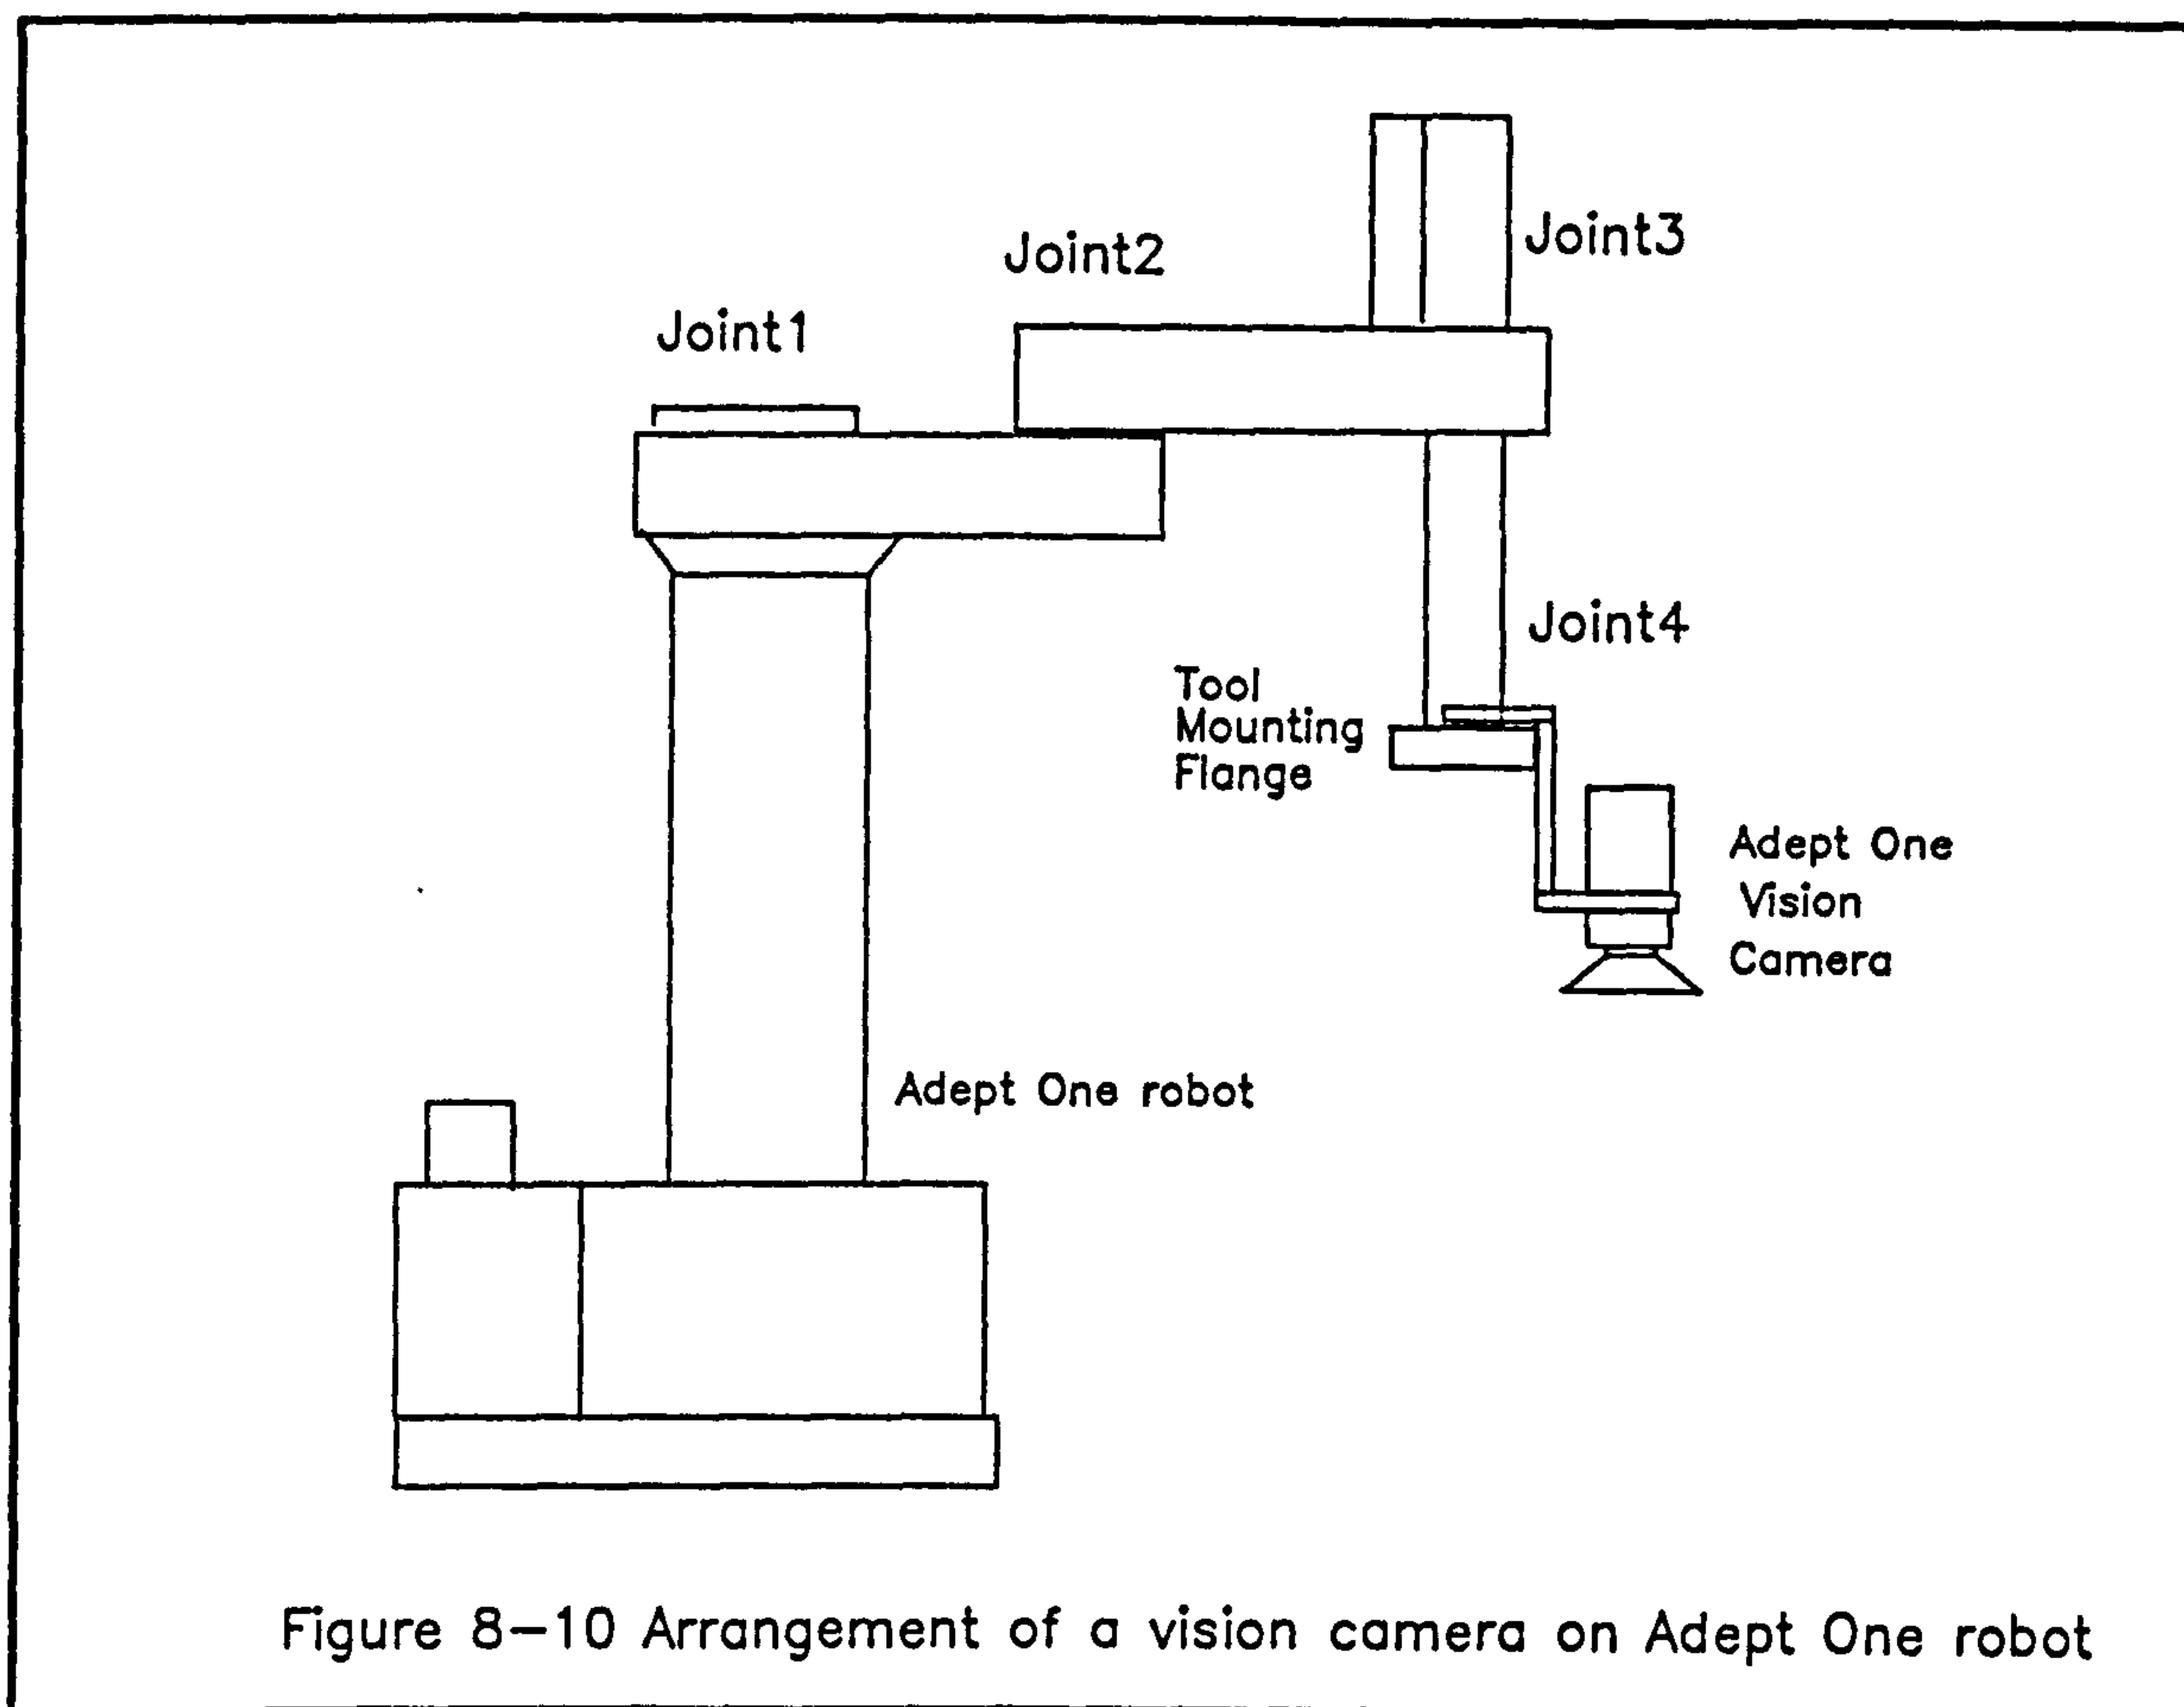 Joint3
Joint2
Joint1
Joint4
Tool
Mounting
Flange
Adept One
Vision
Camera
Adept One robot
Figure 8-10 Arrangement of a vision camera on Adept One robot